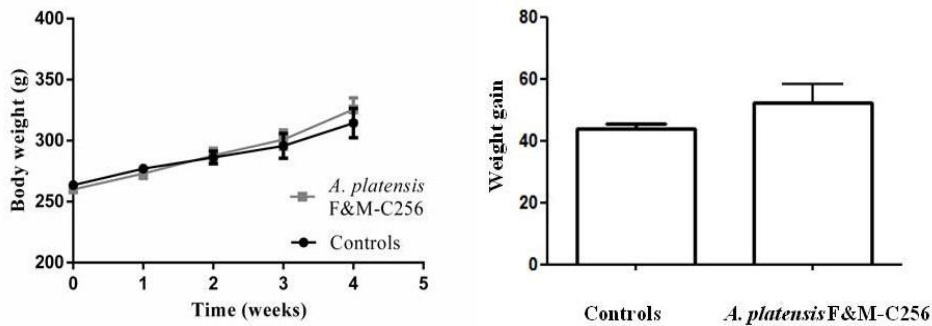 400
350
300
250
200
Body weight (g)
A. platensis
F&M-C256
Controls
0 1 2 3 4 5
Time (weeks)
80
60
40
20
0
Weight gain
Controls A. platensis F&M-C256